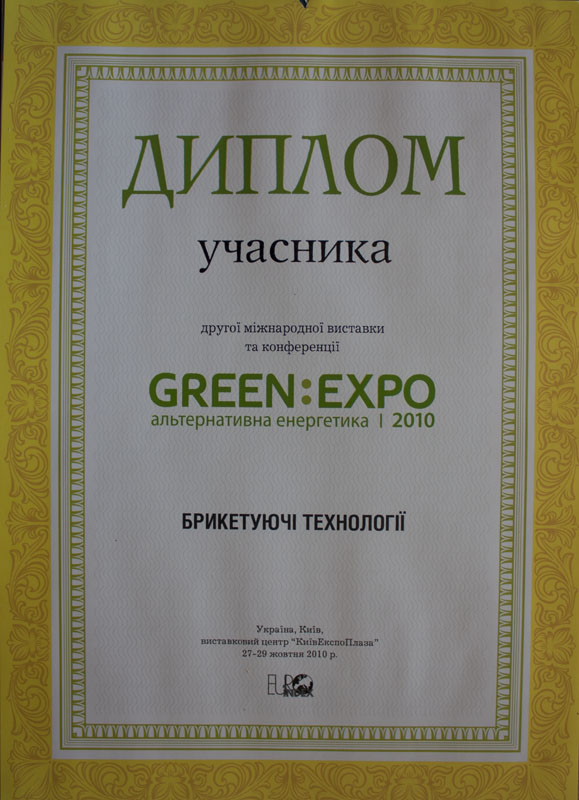 ДИПЛОМ
учасника
другої міжнародної виставки
та конференції
GREEN:EXPO
альтернативна енергетика | 2010
БРИКЕТУЮЧІ ТЕХНОЛОГІЇ
Україна, Київ,
виставковий центр "КиївЕкспоПлаза"
27-29 жовтня 2010 р.
EURO
INDEX